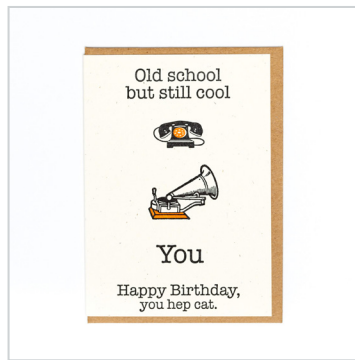 Old school
but still cool
You
Happy Birthday,
you hep cat.